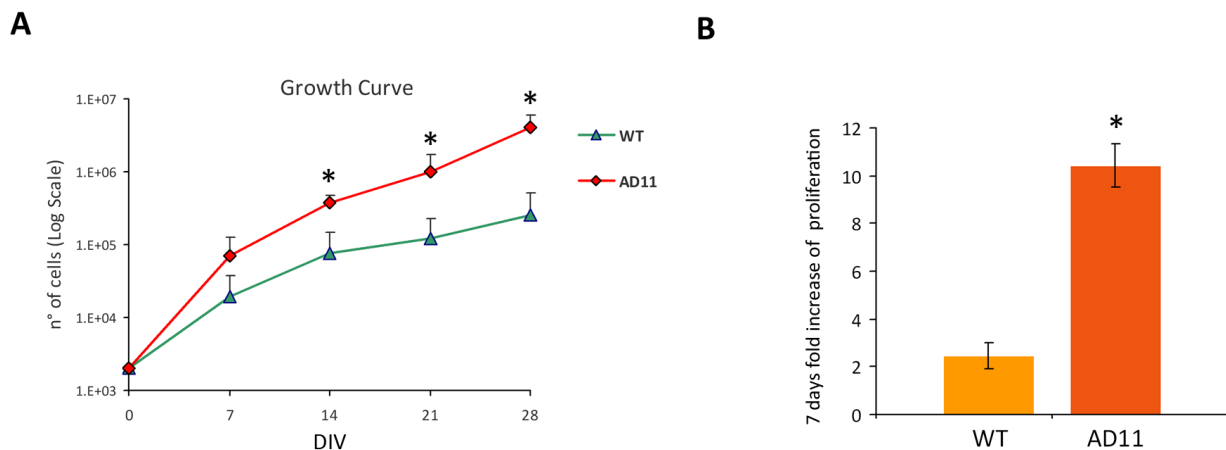 A
B
Growth Curve
n° of cells (Log Scale)
1.E+07
1.E+06
1.E+05
1.E+04
1.E+03
*
*
*
0
7
14
21
28
DIV
WT
AD11
7 days fold increase of proliferation
12
10
8
6
4
2
0
*
WT
AD11